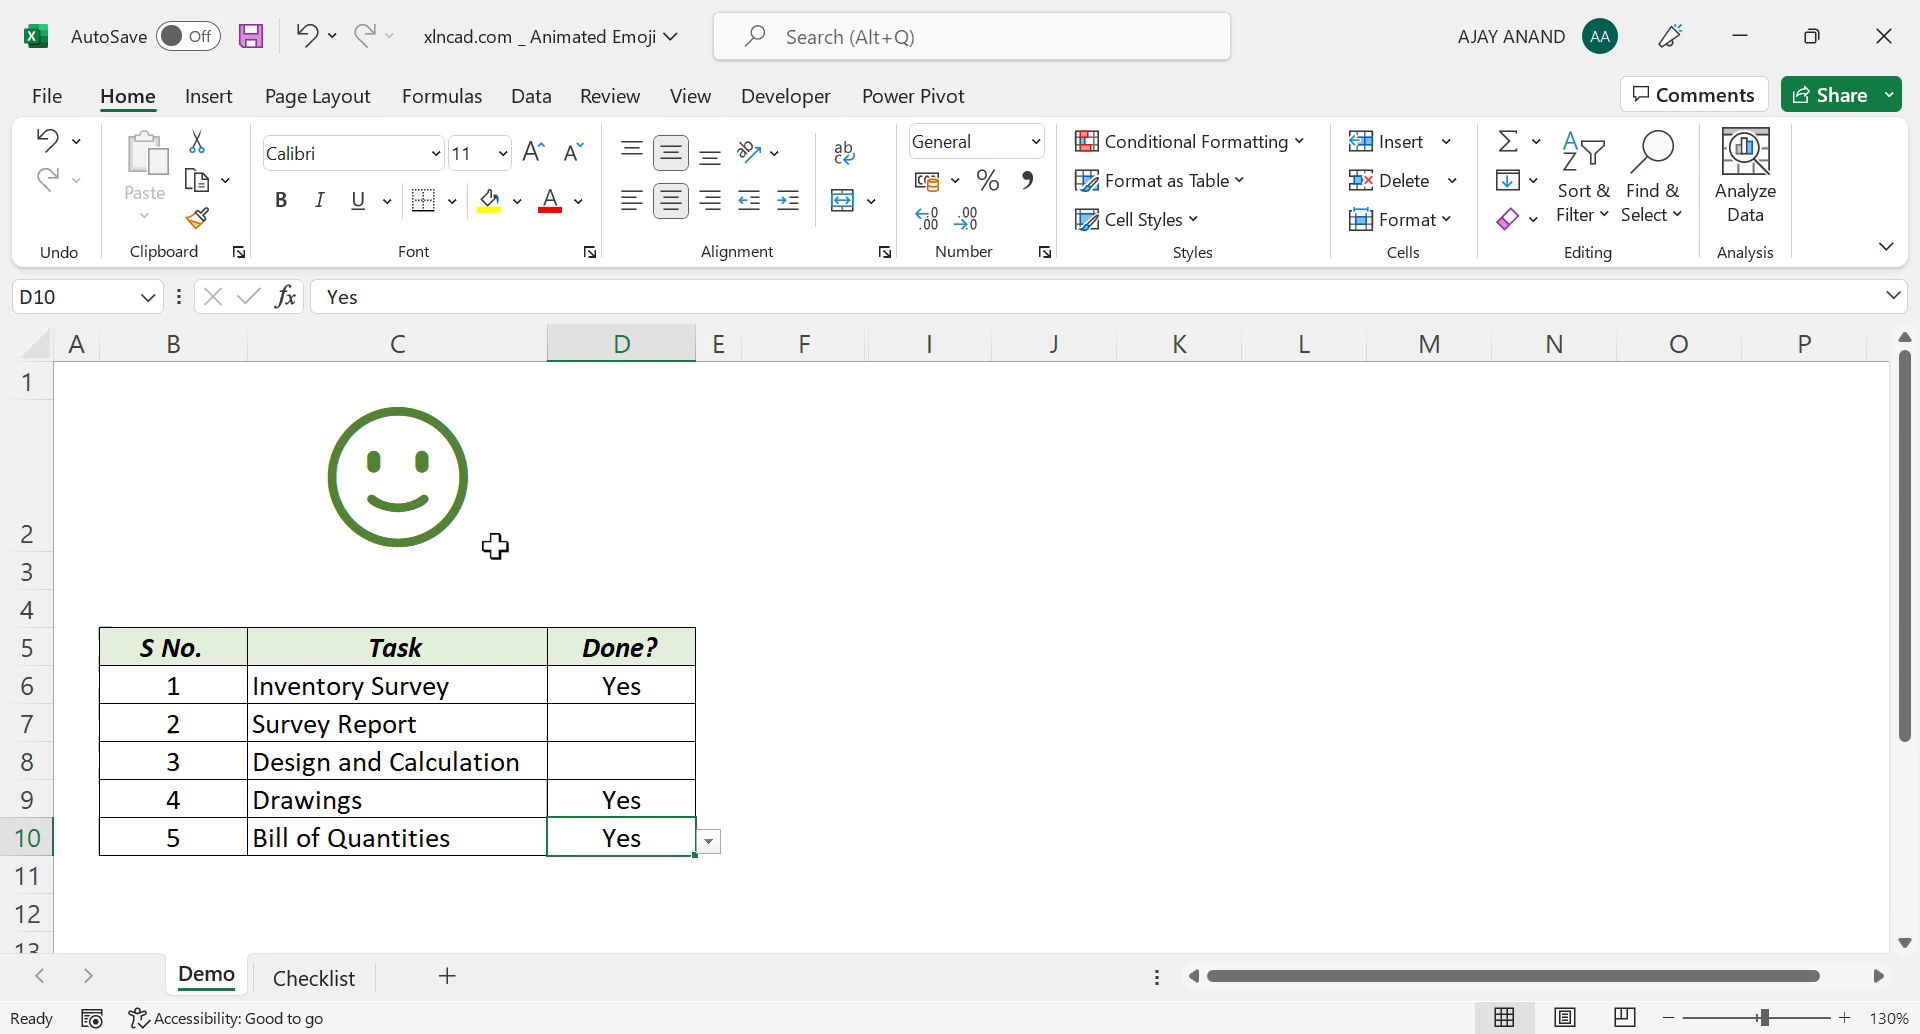 AutoSave Off xlncad.com _ Animated Emoji Search (Alt+Q) AJAY ANAND AA
File Home Insert Page Layout Formulas Data Review View Developer Power Pivot Comments Share
Paste
Calibri 11
B I U A
ab
General
% ,
Conditional Formatting
Format as Table
Cell Styles
Insert
Delete
Format
Sort &
Filter
Find &
Select
Analyze
Data
Undo Clipboard Font Alignment Number Styles Cells Editing Analysis
D10 fx Yes
A B C D E F I J K L M N O P
1
2
3
4
5 S No. Task Done?
6 1 Inventory Survey Yes
7 2 Survey Report
8 3 Design and Calculation
9 4 Drawings Yes
10 5 Bill of Quantities Yes
11
12
13
Demo Checklist
Ready Accessibility: Good to go 130%